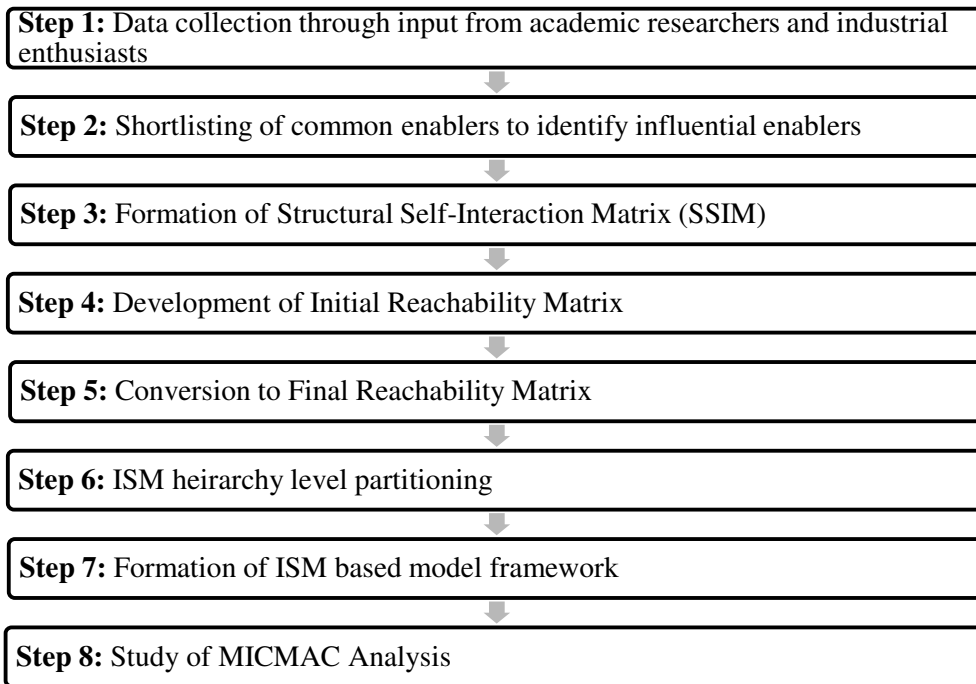 Step 1: Data collection through input from academic researchers and industrial
enthusiasts
Step 2: Shortlisting of common enablers to identify influential enablers
Step 3: Formation of Structural Self-Interaction Matrix (SSIM)
Step 4: Development of Initial Reachability Matrix
Step 5: Conversion to Final Reachability Matrix
Step 6: ISM heirarchy level partitioning
Step 7: Formation of ISM based model framework
Step 8: Study of MICMAC Analysis